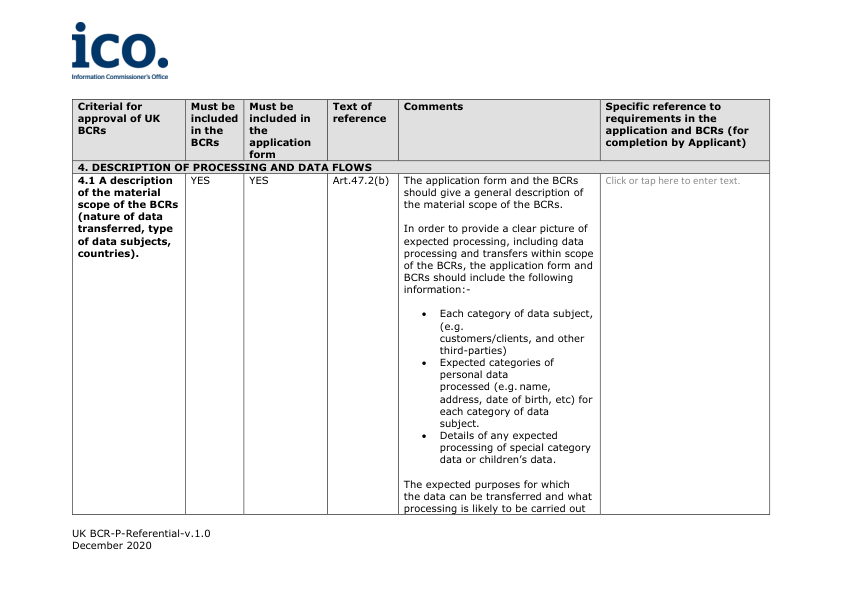 ico.
Information Commissioner's Office
Criterial for
approval of UK
BCRs
Must be
included
in the
BCRs
Must be
included in
the
application
form
Text of
reference
Comments
Specific reference to
requirements in the
application and BCRs (for
completion by Applicant)
4. DESCRIPTION OF PROCESSING AND DATA FLOWS
4.1 A description
of the material
scope of the BCRs
(nature of data
transferred, type
of data subjects,
countries).
YES
YES
Art.47.2(b)
The application form and the BCRs
should give a general description of
the material scope of the BCRs.
In order to provide a clear picture of
expected processing, including data
processing and transfers within scope
of the BCRs, the application form and
BCRs should include the following
information:-
• Each category of data subject,
(e.g.
customers/clients, and other
third-parties)
• Expected categories of
personal data
processed (e.g. name,
address, date of birth, etc) for
each category of data
subject.
• Details of any expected
processing of special category
data or children's data.
The expected purposes for which
the data can be transferred and what
processing is likely to be carried out
Click or tap here to enter text.
UK BCR-P-Referential-v.1.0
December 2020